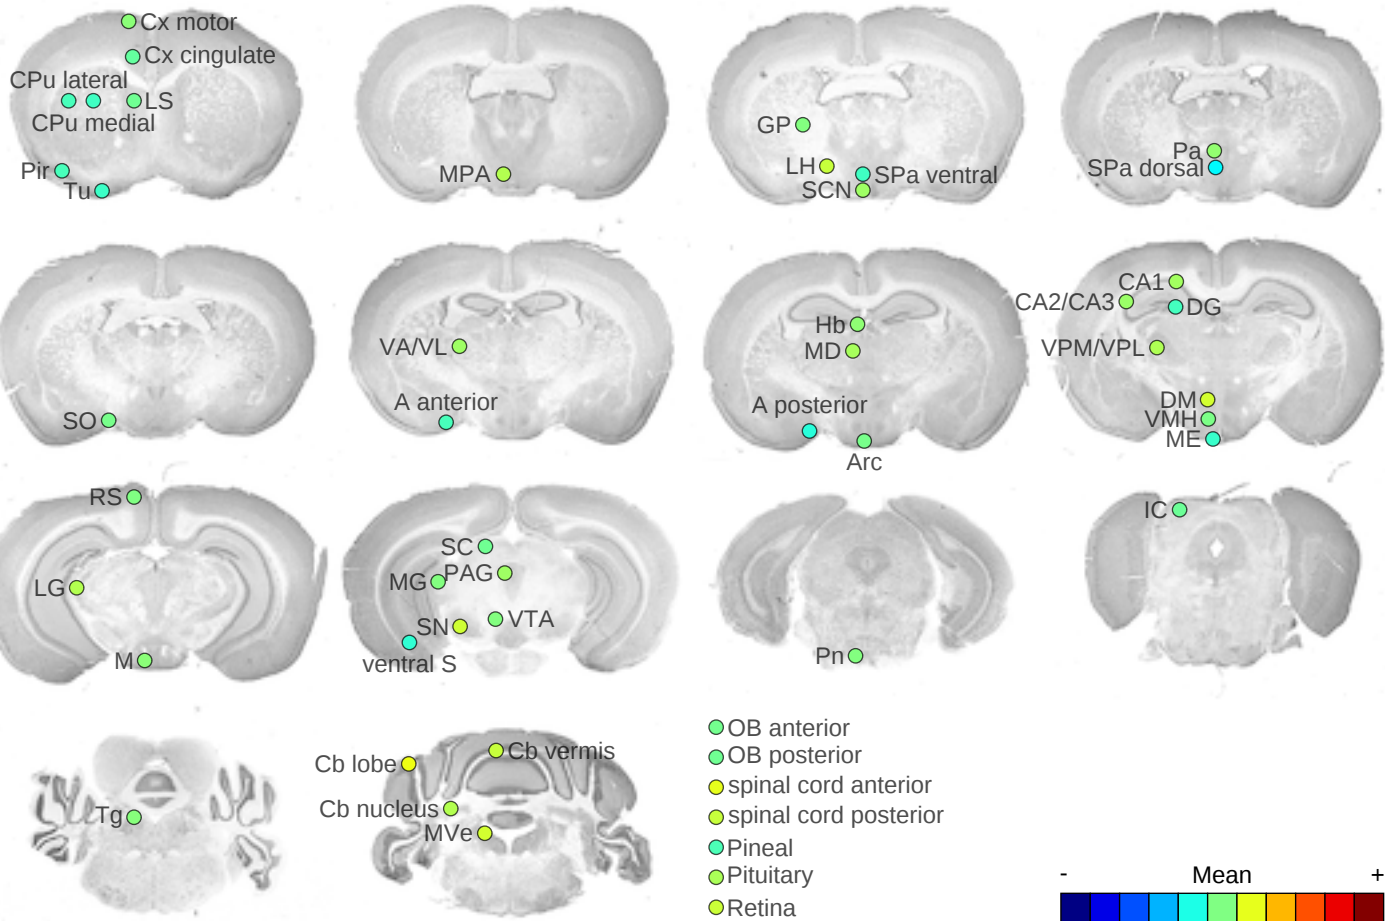 Cx motor
Cx cingulate
CPu lateral
LS
CPu medial
Pir
Tu
MPA
GP
LH
SPa ventral
SCN
Pa
SPa dorsal
SO
VA/VL
A anterior
Hb
MD
A posterior
Arc
CA1
CA2/CA3
DG
VPM/VPL
DM
VMH
ME
RS
LG
M
SC
MG
PAG
SN
VTA
ventral S
Pn
IC
Tg
Cb lobe
Cb vermis
Cb nucleus
MVe
OB anterior
OB posterior
spinal cord anterior
spinal cord posterior
Pineal
Pituitary
Retina
- Mean +